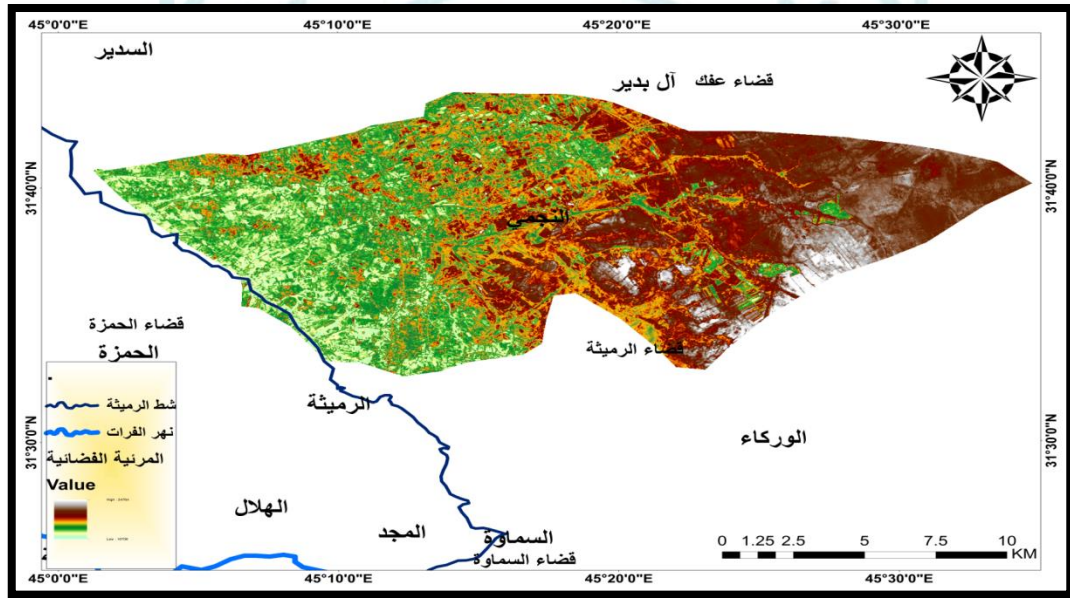 45°0'0"E 45°10'0"E 45°20'0"E 45°30'0"E
السدير
قضاء عفك آل بدير
31°40'0"N 31°40'0"N
النجمي
قضاء الحمزة
الحمزة
قضاء الرميثة
الرميثة
شط الرميثة
نهر الفرات
المرئية الفضائية
Value
31°30'0"N 31°30'0"N
الوركاء
الهلال
المجد
السماوة
قضاء السماوة
0 1.25 2.5 5 7.5 10
KM
45°0'0"E 45°10'0"E 45°20'0"E 45°30'0"E